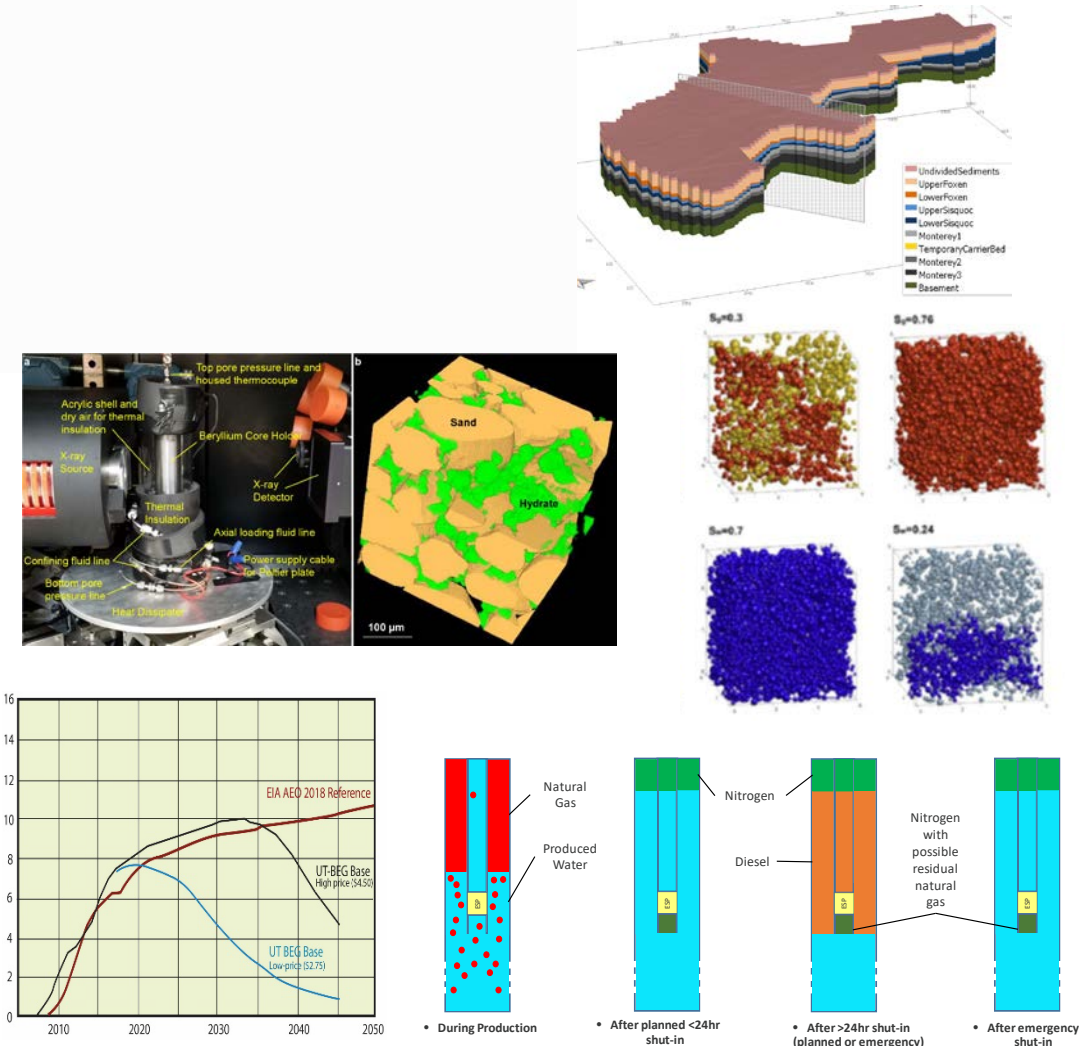 UndividedSediments
UpperFoxen
LowerFoxen
UpperSisquoc
LowerSisquoc
Monterey1
TemporaryCarrierBed
Monterey2
Monterey3
Basement
a
Top pore pressure line and
housed thermocouple
Acrylic shell and
dry air for thermal
insulation
Beryllium Core Holder
X-ray
Source
X-ray
Detector
Thermal
Insulation
Axial loading fluid line
Confining fluid line
Power supply cable
for Peltier plate
Bottom pore
pressure line
Heat Dissipater
b
Sand
Hydrate
100 µm
=0.3
=0.76
=0.7
=0.24
16
14
12
10
8
6
4
2
0
2010
2020
2030
2040
2050
EIA AEO 2018 Reference
UT-BEG Base
High price ($4.50)
UT BEG Base
Low-price ($2.75)
Natural
Gas
Produced
Water
ESP
• During Production
Nitrogen
ESP
• After planned <24hr
shut-in
Diesel
ESP
• After >24hr shut-in
(planned or emergency)
Nitrogen
with
possible
residual
natural
gas
ESP
• After emergency
shut-in